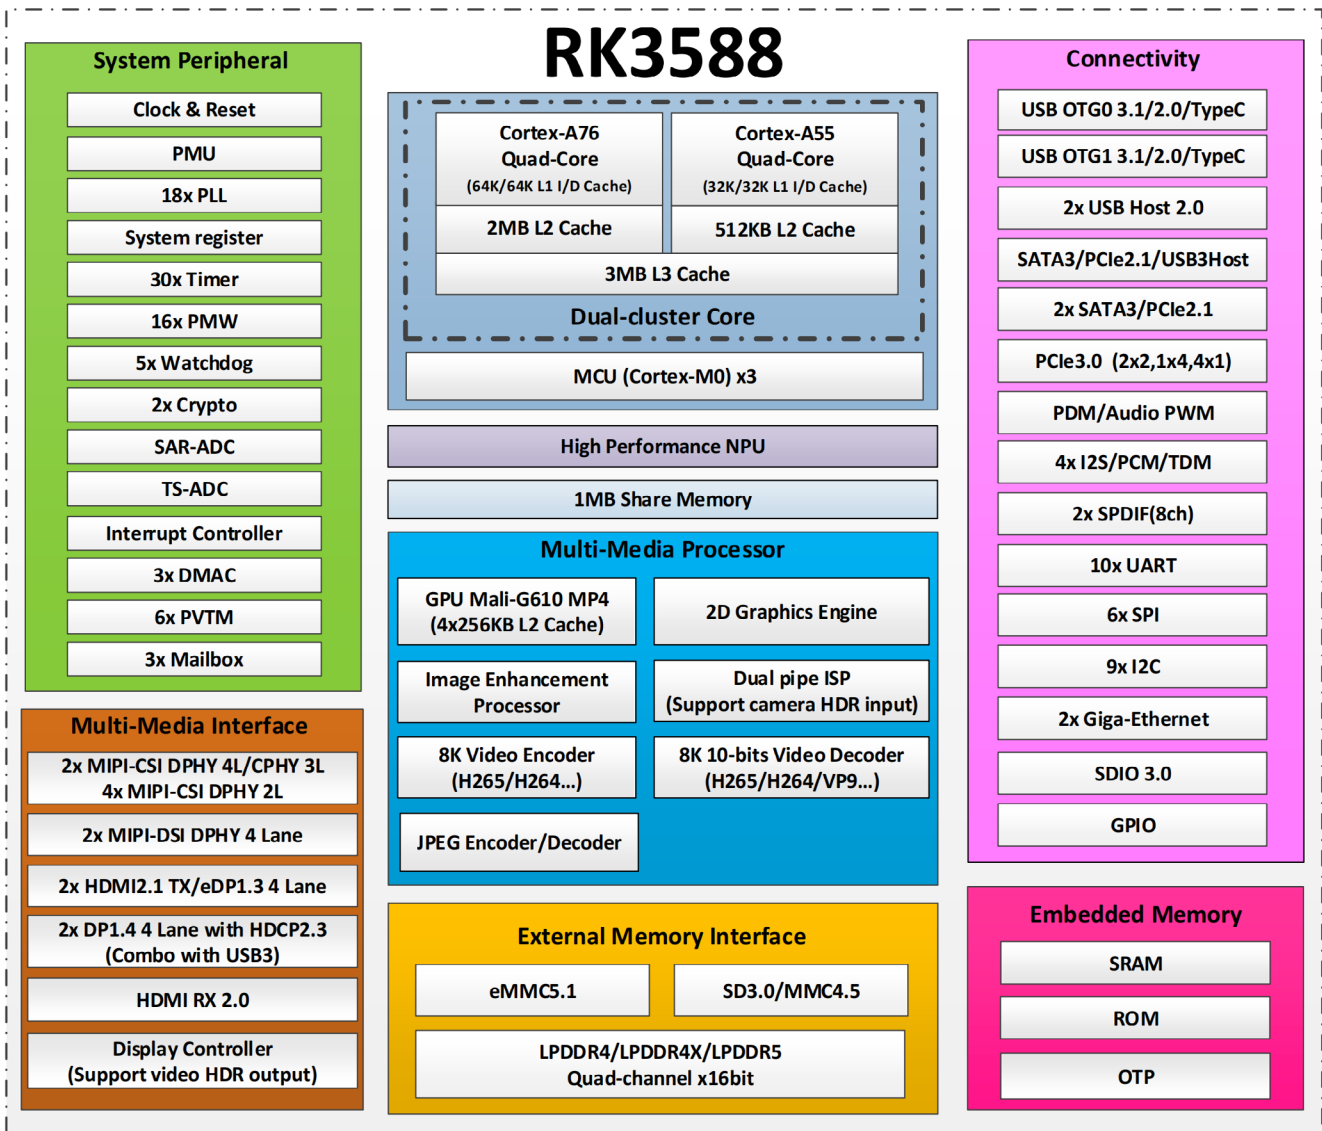 RK3588
System Peripheral
Clock & Reset
PMU
18x PLL
System register
30x Timer
16x PMW
5x Watchdog
2x Crypto
SAR-ADC
TS-ADC
Interrupt Controller
3x DMAC
6x PVTM
3x Mailbox
Multi-Media Interface
2x MIPI-CSI DPHY 4L/CPHY 3L
4x MIPI-CSI DPHY 2L
2x MIPI-DSI DPHY 4 Lane
2x HDMI2.1 TX/eDP1.3 4 Lane
2x DP1.4 4 Lane with HDCP2.3
(Combo with USB3)
HDMI RX 2.0
Display Controller
(Support video HDR output)
Cortex-A76
Quad-Core
(64K/64K L1 I/D Cache)
2MB L2 Cache
Cortex-A55
Quad-Core
(32K/32K L1 I/D Cache)
512KB L2 Cache
3MB L3 Cache
Dual-cluster Core
MCU (Cortex-M0) x3
High Performance NPU
1MB Share Memory
Multi-Media Processor
GPU Mali-G610 MP4
(4x256KB L2 Cache)
2D Graphics Engine
Image Enhancement
Processor
Dual pipe ISP
(Support camera HDR input)
8K Video Encoder
(H265/H264...)
8K 10-bits Video Decoder
(H265/H264/VP9...)
JPEG Encoder/Decoder
External Memory Interface
eMMC5.1
SD3.0/MMC4.5
LPDDR4/LPDDR4X/LPDDR5
Quad-channel x16bit
Connectivity
USB OTG0 3.1/2.0/TypeC
USB OTG1 3.1/2.0/TypeC
2x USB Host 2.0
SATA3/PCIe2.1/USB3Host
2x SATA3/PCIe2.1
PCIe3.0 (2x2,1x4,4x1)
PDM/Audio PWM
4x I2S/PCM/TDM
2x SPDIF(8ch)
10x UART
6x SPI
9x I2C
2x Giga-Ethernet
SDIO 3.0
GPIO
Embedded Memory
SRAM
ROM
OTP